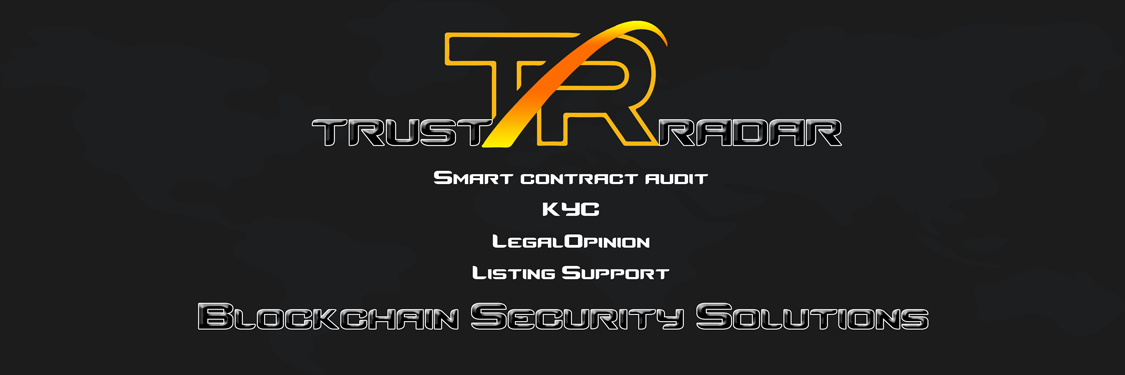 TRUST TR RADAR
SMART CONTRACT AUDIT
KYC
LEGALOPINION
LISTING SUPPORT
BLOCKCHAIN SECURITY SOLUTIONS